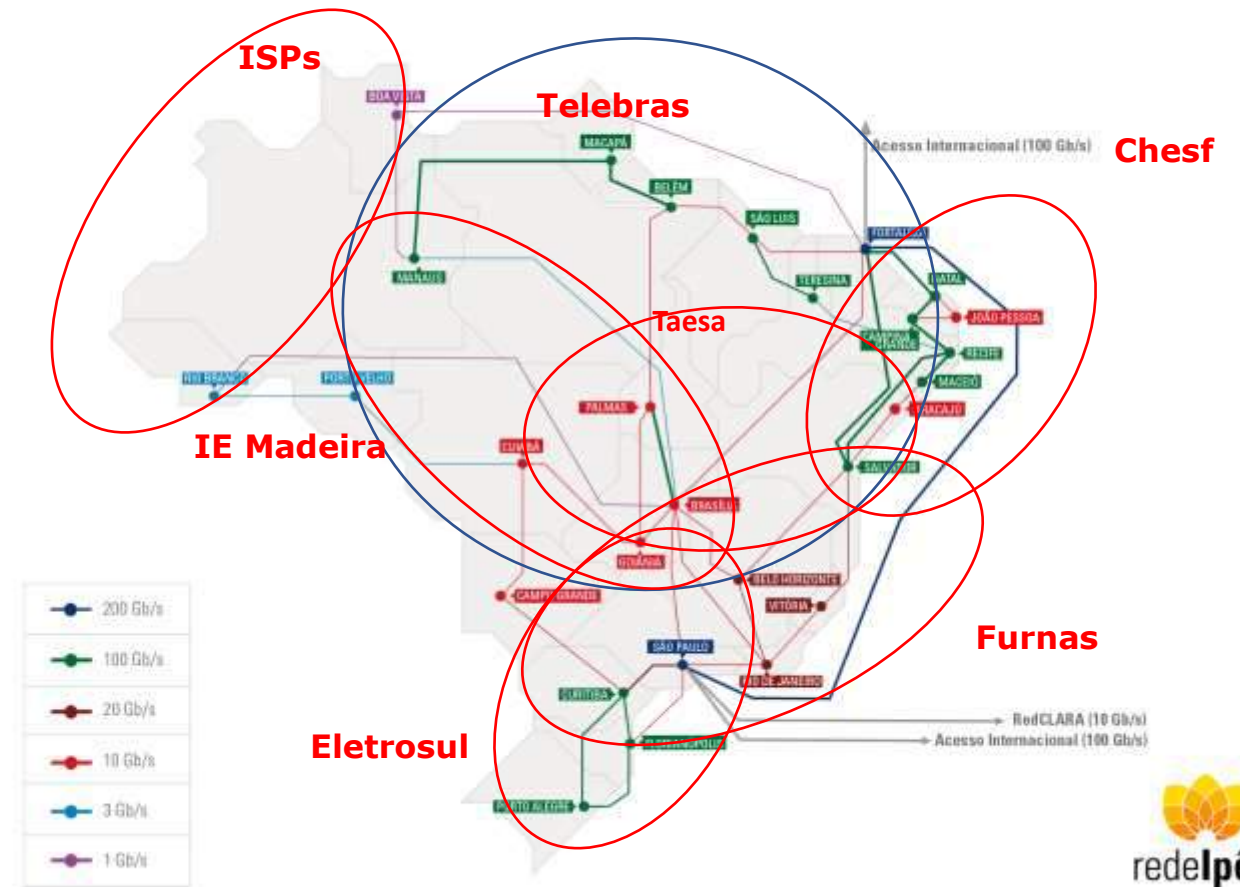 ISPs
BOA VISTA
Telebras
MACAPÁ
Acesso Internacional (100 Gb/s)
Chesf
BELÉM
SÃO LUIS
FORTALEZA
MANAUS
TERESINA
NATAL
Taesa
JOÃO PESSOA
CAMPINA
GRANDE
RECIFE
RIO BRANCO
PORTO VELHO
MACEIÓ
PALMAS
ARACAJÚ
IE Madeira
CUIABÁ
SALVADOR
BRASÍLIA
GOIÂNIA
BELO HORIZONTE
200 Gb/s
CAMPO GRANDE
VITÓRIA
Furnas
100 Gb/s
SÃO PAULO
RIO DE JANEIRO
CURITIBA
20 Gb/s
RedCLARA (10 Gb/s)
Eletrosul
FLORIANÓPOLIS
Acesso Internacional (100 Gb/s)
10 Gb/s
PORTO ALEGRE
3 Gb/s
1 Gb/s
redeIpê